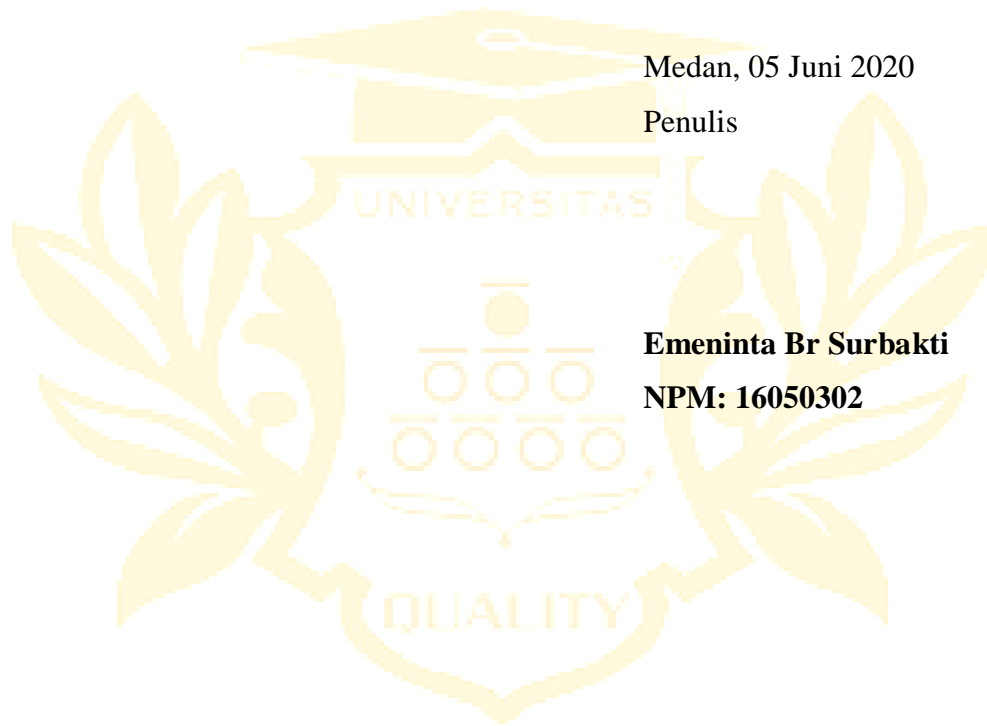 Medan, 05 Juni 2020
Penulis
UNIVERSITAS
Emeninta Br Surbakti
NPM: 16050302
QUALITY